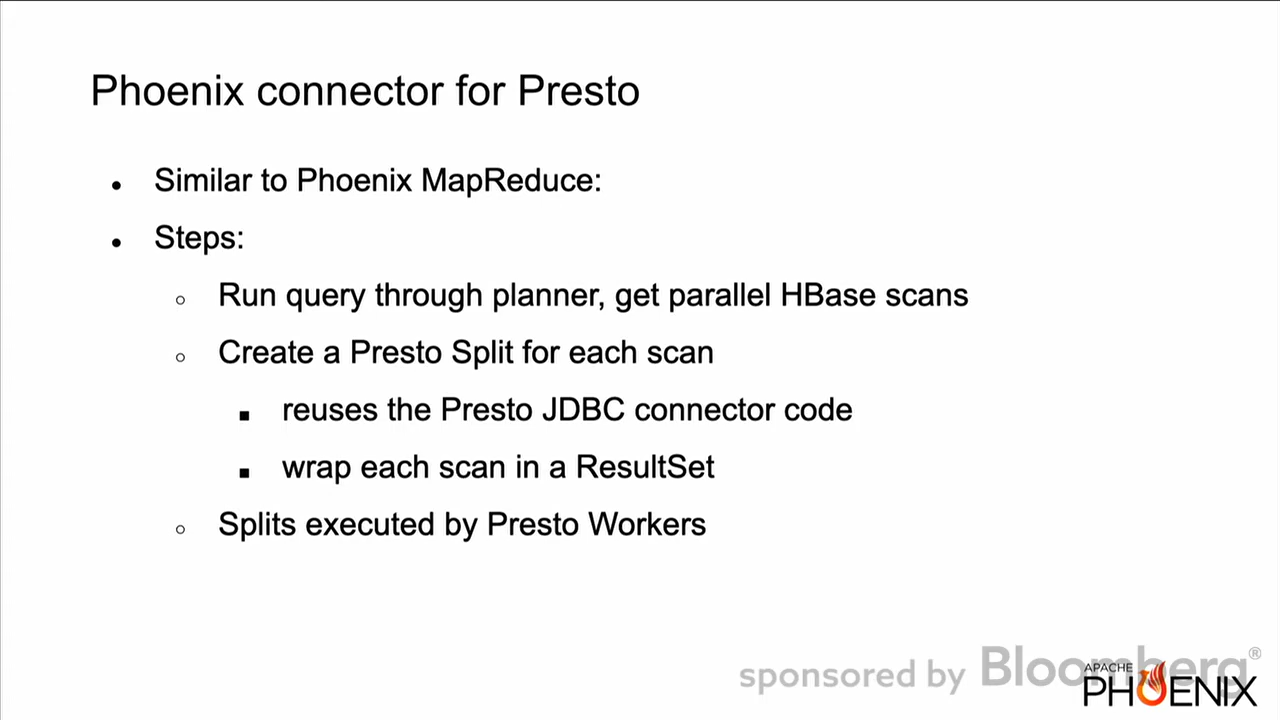 Phoenix connector for Presto
• Similar to Phoenix MapReduce:
• Steps:
○ Run query through planner, get parallel HBase scans
○ Create a Presto Split for each scan
■ reuses the Presto JDBC connector code
■ wrap each scan in a ResultSet
○ Splits executed by Presto Workers
sponsored by Bloomberg®
APACHE
PHOENIX